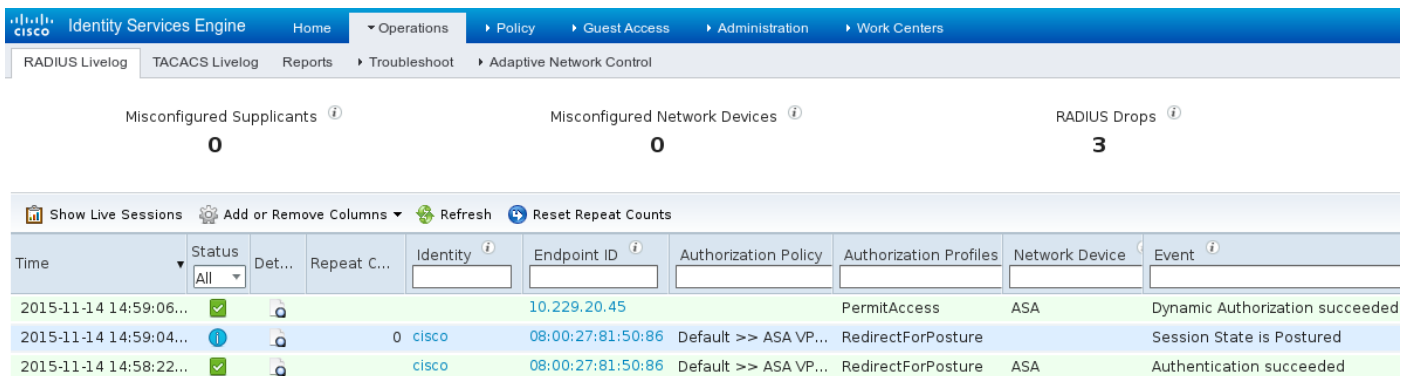 cisco Identity Services Engine Home Operations Policy Guest Access Administration Work Centers
RADIUS Livelog TACACS Livelog Reports Troubleshoot Adaptive Network Control
Misconfigured Supplicants Misconfigured Network Devices RADIUS Drops
0 0 3
Show Live Sessions Add or Remove Columns Refresh Reset Repeat Counts
Time Status Det... Repeat C... Identity Endpoint ID Authorization Policy Authorization Profiles Network Device Event
All
2015-11-14 14:59:06... 10.229.20.45 PermitAccess ASA Dynamic Authorization succeeded
2015-11-14 14:59:04... 0 cisco 08:00:27:81:50:86 Default >> ASA VP... RedirectForPosture Session State is Postured
2015-11-14 14:58:22... cisco 08:00:27:81:50:86 Default >> ASA VP... RedirectForPosture ASA Authentication succeeded